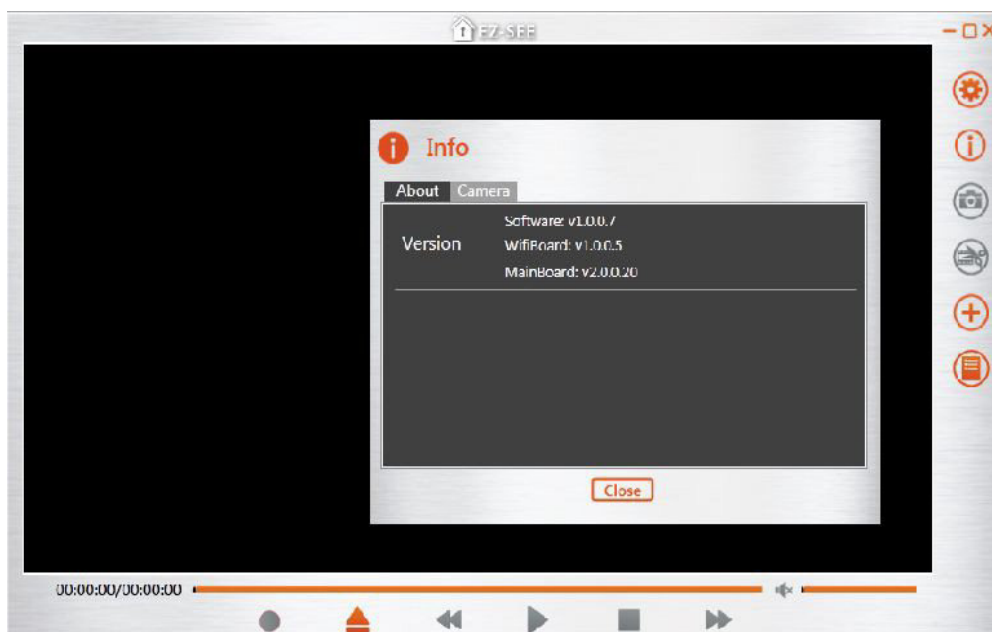 EZ-SEE
Info
About Camera
Version
Software: v1.0.0.7
WifiBoard: v1.0.0.5
MainBoard: v2.0.0.20
Close
00:00:00/00:00:00